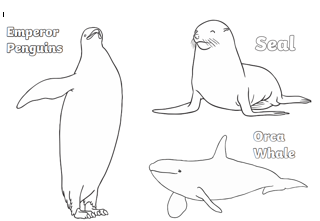 Emperor
Penguins
Seal
Orca
Whale